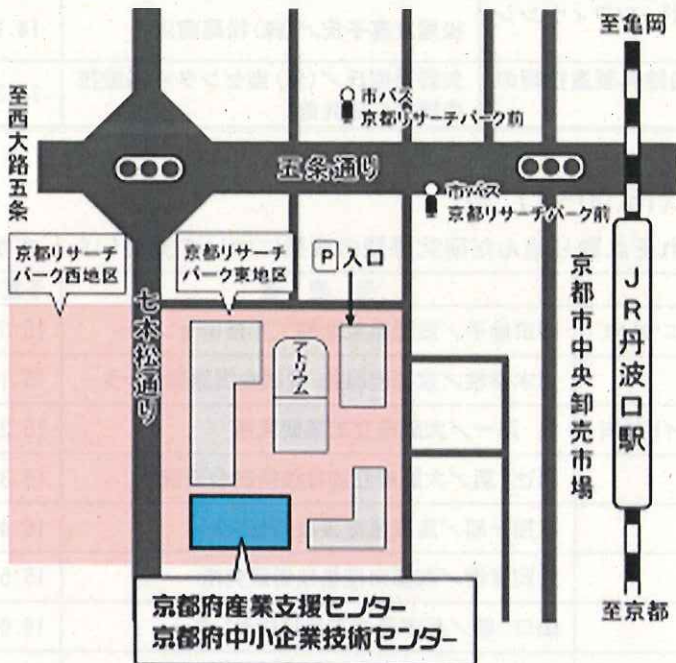 至亀岡
市バス
京都リサーチパーク前
至西大路五条
五条通り
市バス
京都リサーチパーク前
京都リサーチ
パーク西地区
京都リサーチ
パーク東地区
P入口
七本松通り
アトリウム
京都市中央卸売市場
JR丹波口駅
京都府産業支援センター
京都府中小企業技術センター
至京都